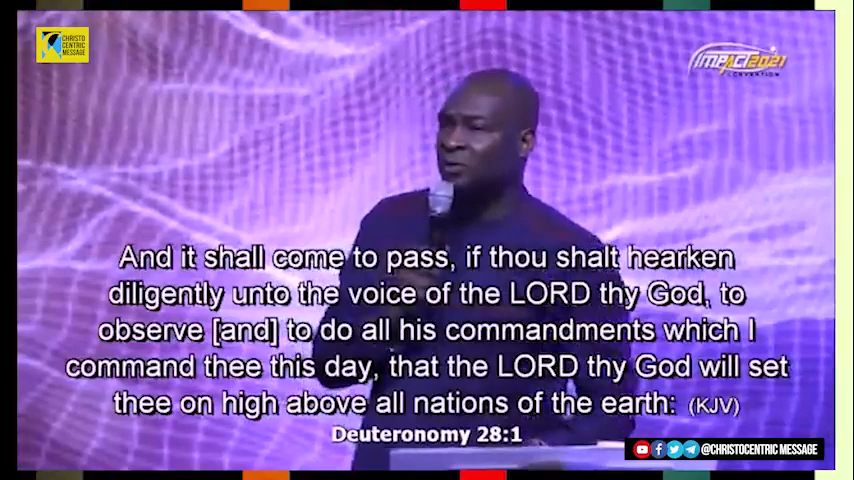 CHRISTO
CENTRIC
MESSAGE
IMPACT2021
CONVENTION
And it shall come to pass, if thou shalt hearken
diligently unto the voice of the LORD thy God, to
observe [and] to do all his commandments which I
command thee this day, that the LORD thy God will set
thee on high above all nations of the earth: (KJV)
Deuteronomy 28:1
@CHRISTOCENTRIC MESSAGE